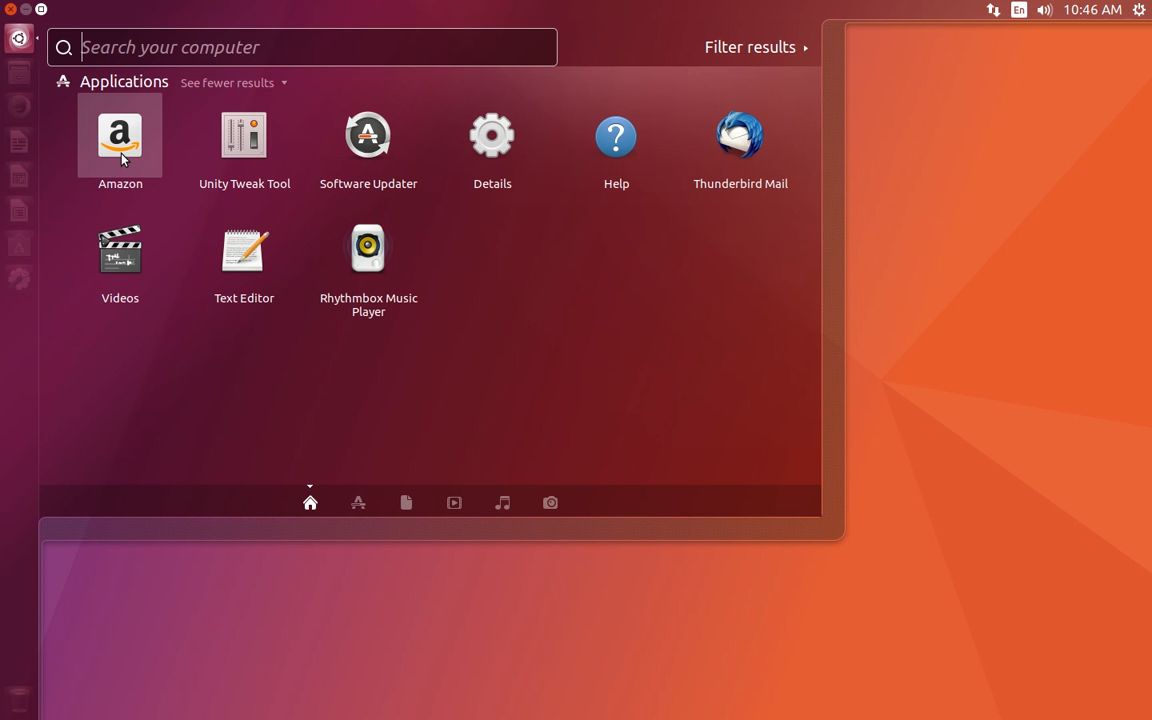 En
10:46 AM
Search your computer
Filter results
Applications See fewer results
a
Amazon
Unity Tweak Tool
Software Updater
Details
?
Help
Thunderbird Mail
Videos
Text Editor
Rhythmbox Music
Player